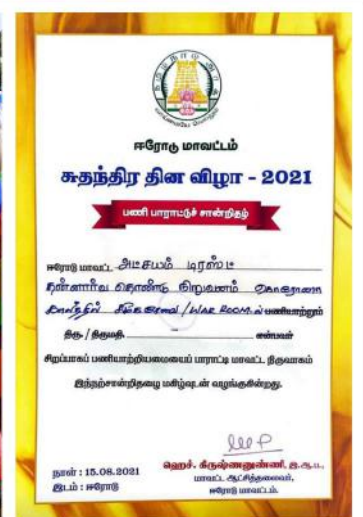 ஈரோடு மாவட்டம்
சுதந்திர தின விழா - 2021
பணி பாராட்டுச் சான்றிதழ்
ஈரோடு மாவட்ட அட்சயம் டிரஸ்ட்
தன்னார்வ தொண்டு நிறுவனம் கொரோனா
காலத்தில் / WAR ROOM ல் பணியாற்றும்
திரு. / திருமதி. என்பவர்
சிறப்பாகப் பணியாற்றியமையைப் பாராட்டி மாவட்ட நிருவாகம்
இந்நற்சான்றிதழை மகிழ்வுடன் வழங்குகின்றது.
நாள் : 15.08.2021
இடம் : ஈரோடு
ஹெச். கிருஷ்ணனுண்ணி, இ.ஆ.ப.,
மாவட்ட ஆட்சித்தலைவர்,
ஈரோடு மாவட்டம்.